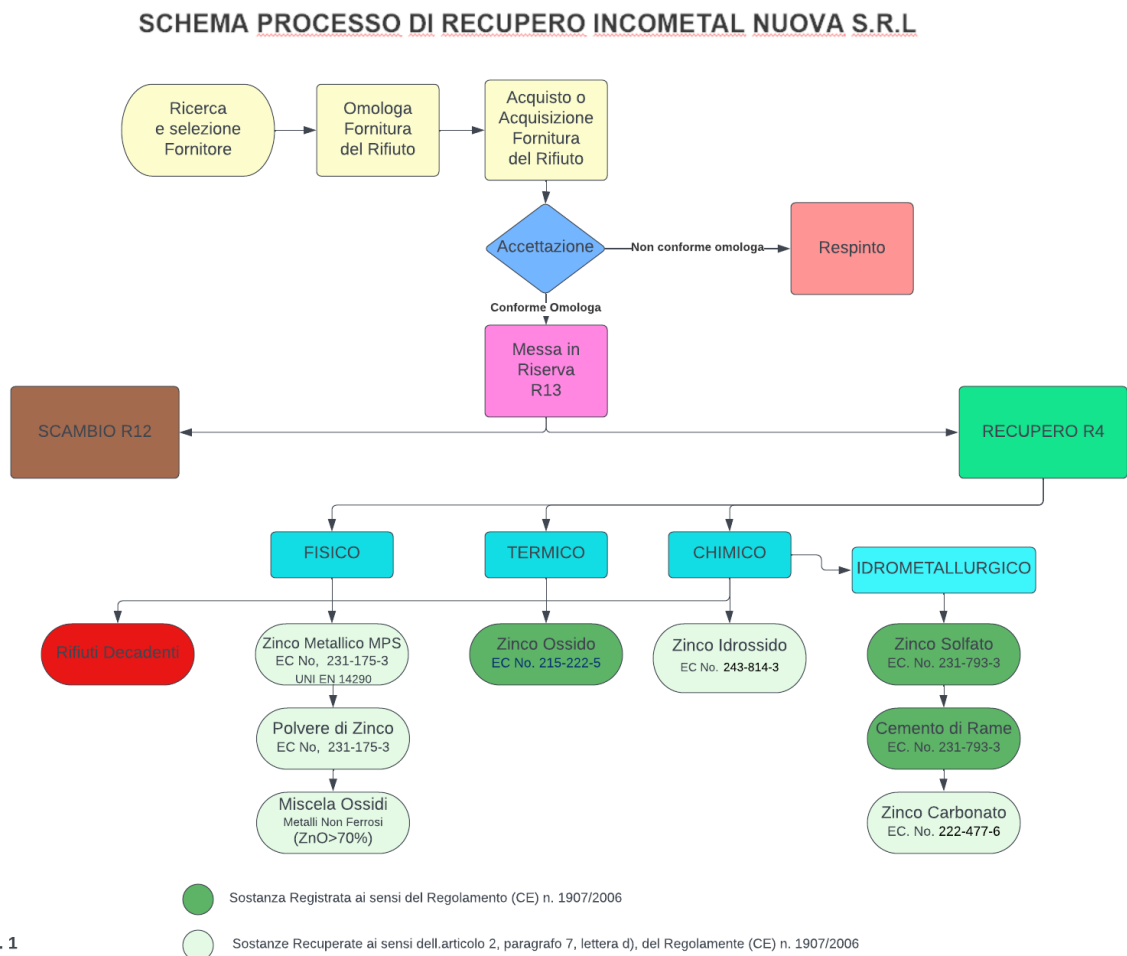 SCHEMA PROCESSO DI RECUPERO INCOMETAL NUOVA S.R.L
Ricerca
e selezione
Fornitore
Omologa
Fornitura
del Rifiuto
Acquisto o
Acquisizione
Fornitura
del Rifiuto
Accettazione
Non conforme omologa
Respinto
Conforme Omologa
Messa in
Riserva
R13
SCAMBIO R12
RECUPERO R4
FISICO
TERMICO
CHIMICO
IDROMETALLURGICO
Rifiuti Decadenti
Zinco Metallico MPS
EC No, 231-175-3
UNI EN 14290
Zinco Ossido
EC No. 215-222-5
Zinco Idrossido
EC No. 243-814-3
Zinco Solfato
EC. No. 231-793-3
Polvere di Zinco
EC No, 231-175-3
Cemento di Rame
EC. No. 231-793-3
Miscela Ossidi
Metalli Non Ferrosi
(ZnO>70%)
Zinco Carbonato
EC. No. 222-477-6
Sostanza Registrata ai sensi del Regolamento (CE) n. 1907/2006
. 1
Sostanze Recuperate ai sensi dell.articolo 2, paragrafo 7, lettera d), del Regolamente (CE) n. 1907/2006